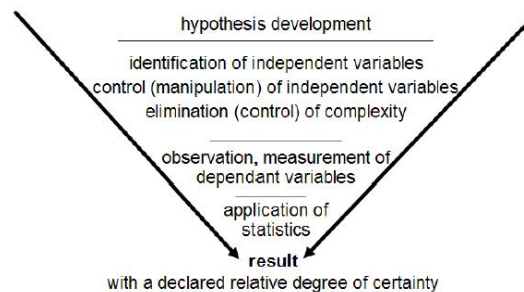 hypothesis development
identification of independent variables
control (manipulation) of independent variables
elimination (control) of complexity
observation, measurement of
dependant variables
application of
statistics
result
with a declared relative degree of certainty